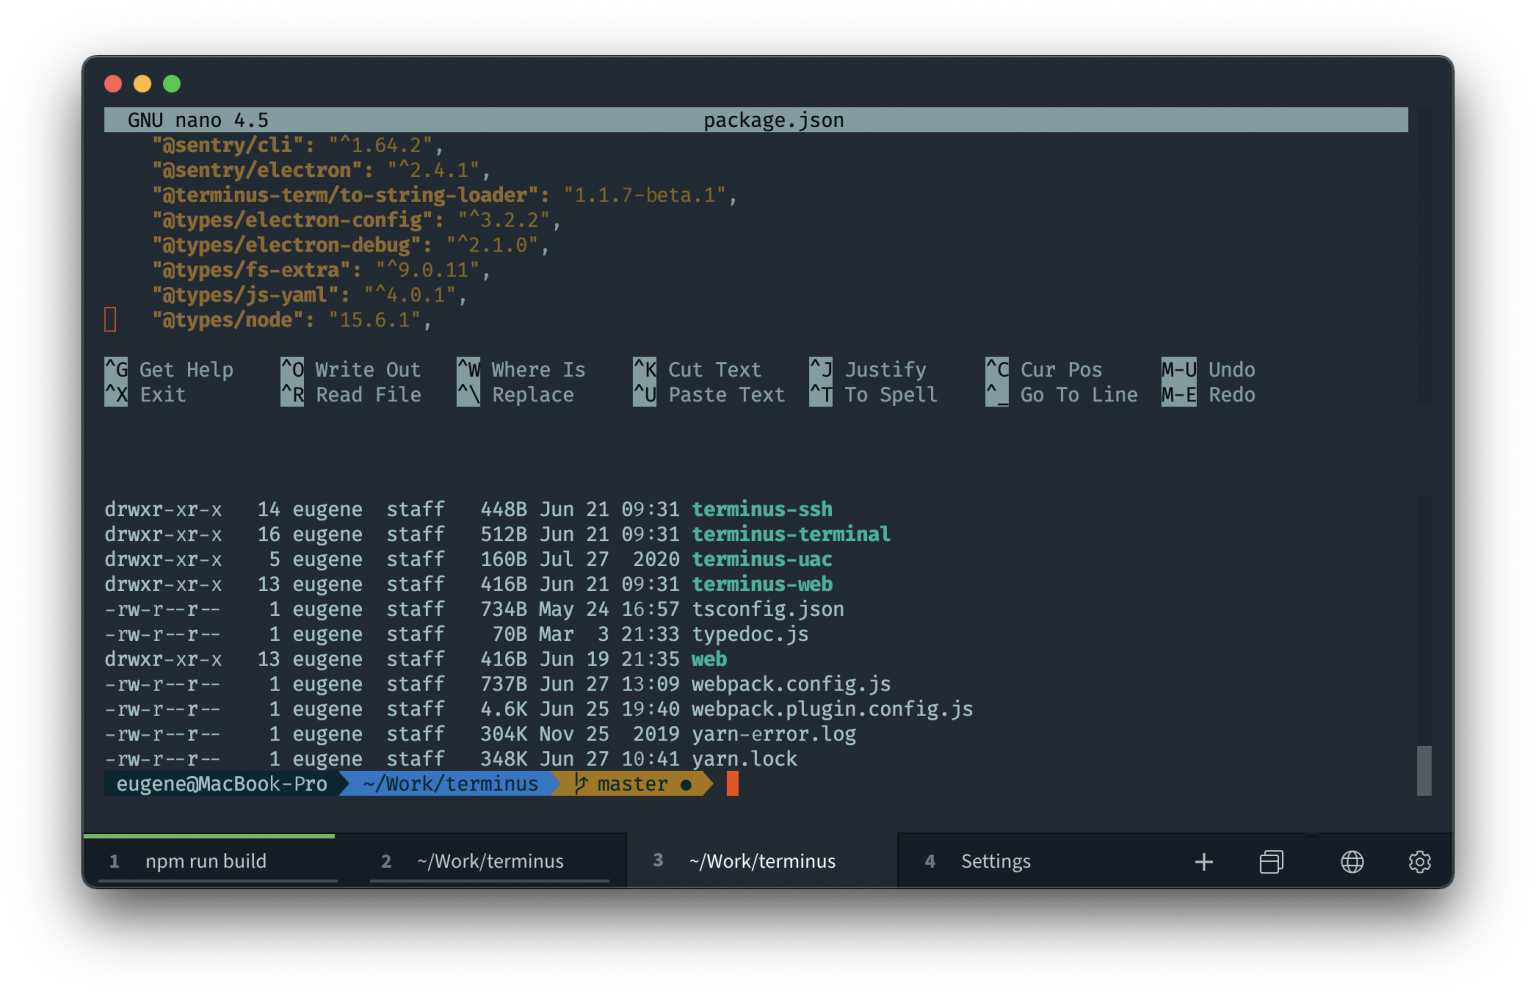 GNU nano 4.5 package.json
"@sentry/cli": "^1.64.2",
"@sentry/electron": "^2.4.1",
"@terminus-term/to-string-loader": "1.1.7-beta.1",
"@types/electron-config": "^3.2.2",
"@types/electron-debug": "^2.1.0",
"@types/fs-extra": "^9.0.11",
"@types/js-yaml": "^4.0.1",
"@types/node": "15.6.1",
^G Get Help ^O Write Out ^W Where Is ^K Cut Text ^J Justify ^C Cur Pos M-U Undo
^X Exit ^R Read File ^\ Replace ^U Paste Text ^T To Spell ^_ Go To Line M-E Redo
drwxr-xr-x 14 eugene staff 448B Jun 21 09:31 terminus-ssh
drwxr-xr-x 16 eugene staff 512B Jun 21 09:31 terminus-terminal
drwxr-xr-x 5 eugene staff 160B Jul 27 2020 terminus-uac
drwxr-xr-x 13 eugene staff 416B Jun 21 09:31 terminus-web
-rw-r--r-- 1 eugene staff 734B May 24 16:57 tsconfig.json
-rw-r--r-- 1 eugene staff 70B Mar 3 21:33 typedoc.js
drwxr-xr-x 13 eugene staff 416B Jun 19 21:35 web
-rw-r--r-- 1 eugene staff 737B Jun 27 13:09 webpack.config.js
-rw-r--r-- 1 eugene staff 4.6K Jun 25 19:40 webpack.plugin.config.js
-rw-r--r-- 1 eugene staff 304K Nov 25 2019 yarn-error.log
-rw-r--r-- 1 eugene staff 348K Jun 27 10:41 yarn.lock
eugene@MacBook-Pro ~/Work/terminus master ●
1 npm run build 2 ~/Work/terminus 3 ~/Work/terminus 4 Settings